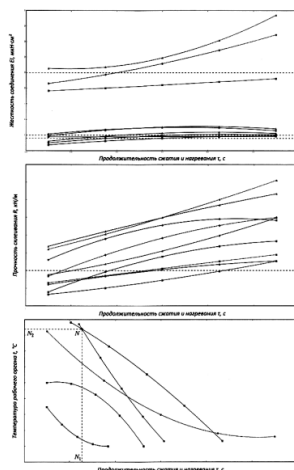 Жесткость соединения EI, мкН·см²
Продолжительность сжатия и нагревания τ, с
Прочность склеивания R, кН/м
Продолжительность сжатия и нагревания τ, с
Температура рабочего органа t, °С
N₂
N
N₁
Продолжительность сжатия и нагревания τ, с